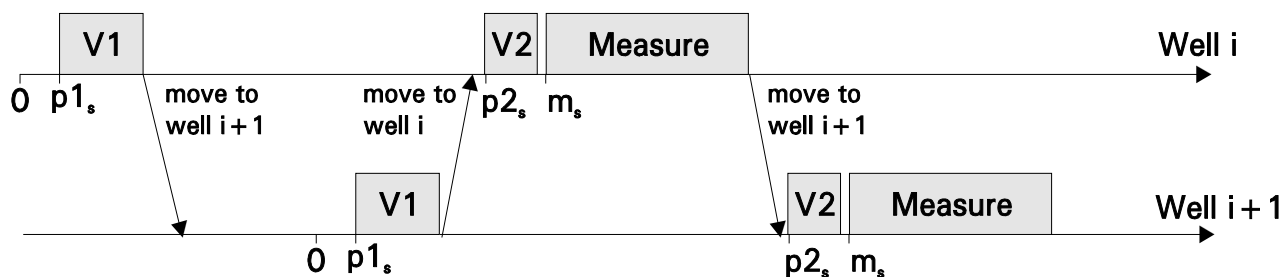 V1
V2
Measure
Well i
0
p1s
move to
well i+1
move to
well i
p2s
ms
move to
well i+1
V1
V2
Measure
Well i+1
0
p1s
p2s
ms